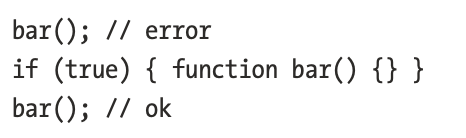 bar(); // error
if (true) { function bar() {} }
bar(); // ok